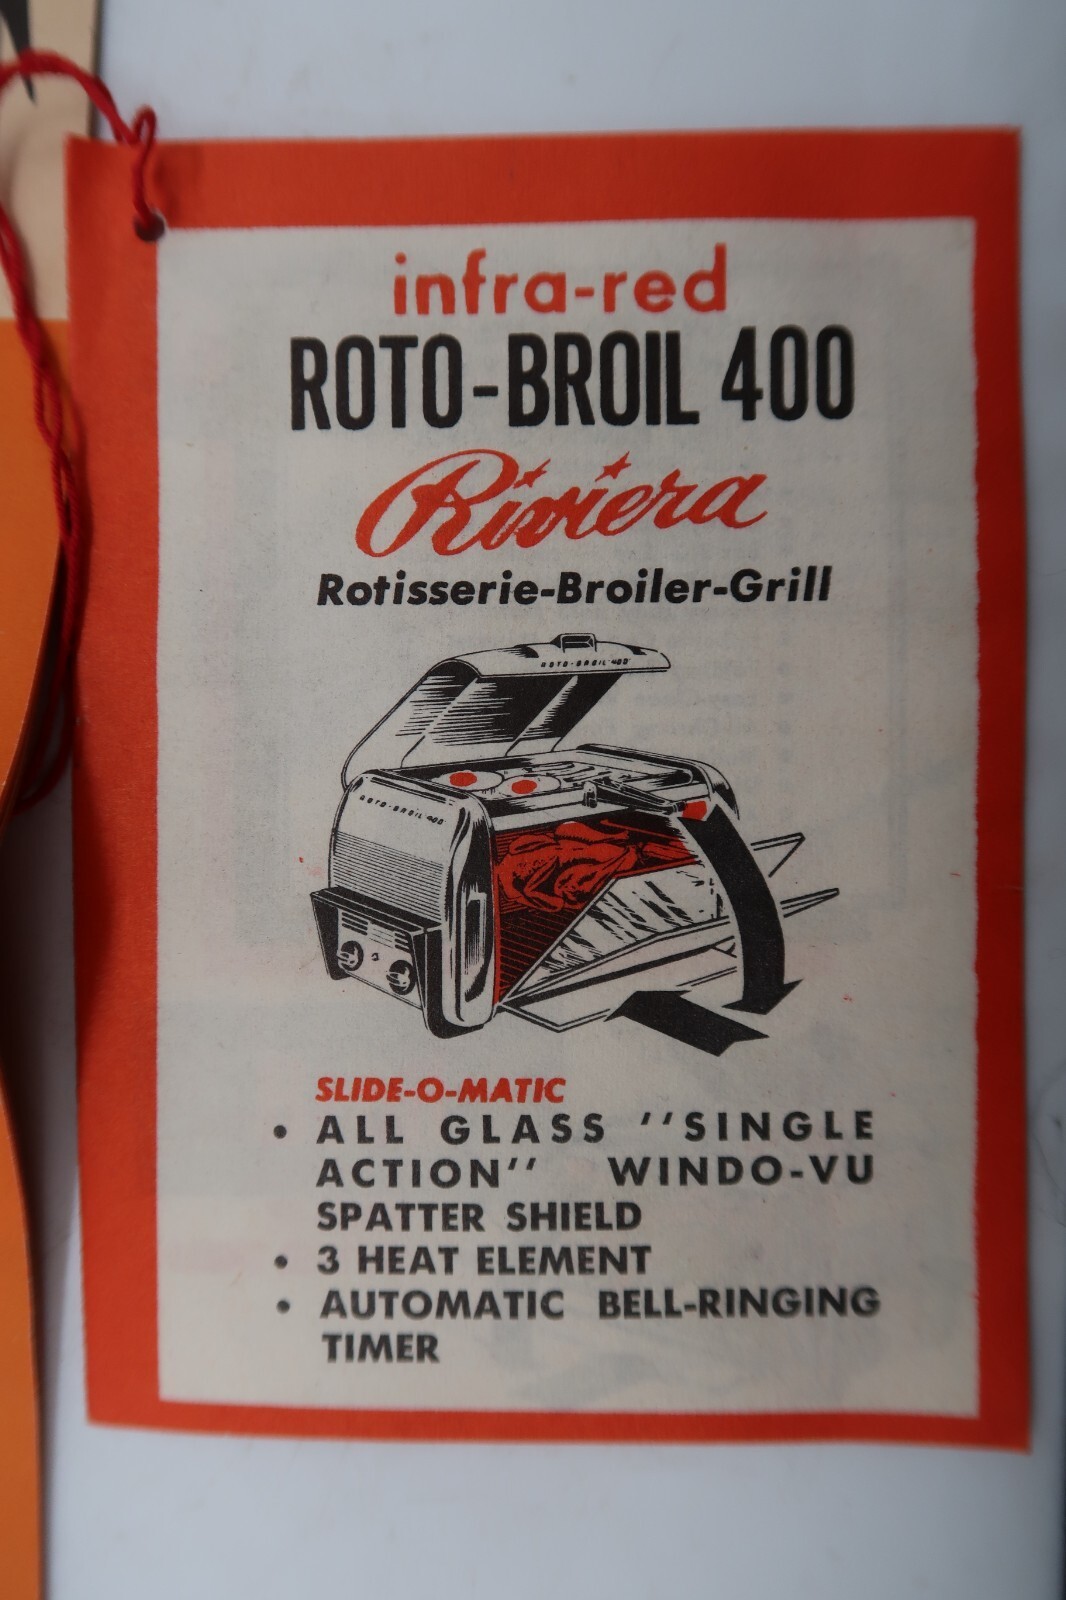 infra-red
ROTO-BROIL 400
Riviera
Rotisserie-Broiler-Grill
ROTO-BROIL 400
ROTO-BROIL 400
SLIDE-O-MATIC
• ALL GLASS ''SINGLE
ACTION'' WINDO-VU
SPATTER SHIELD
• 3 HEAT ELEMENT
• AUTOMATIC BELL-RINGING
TIMER